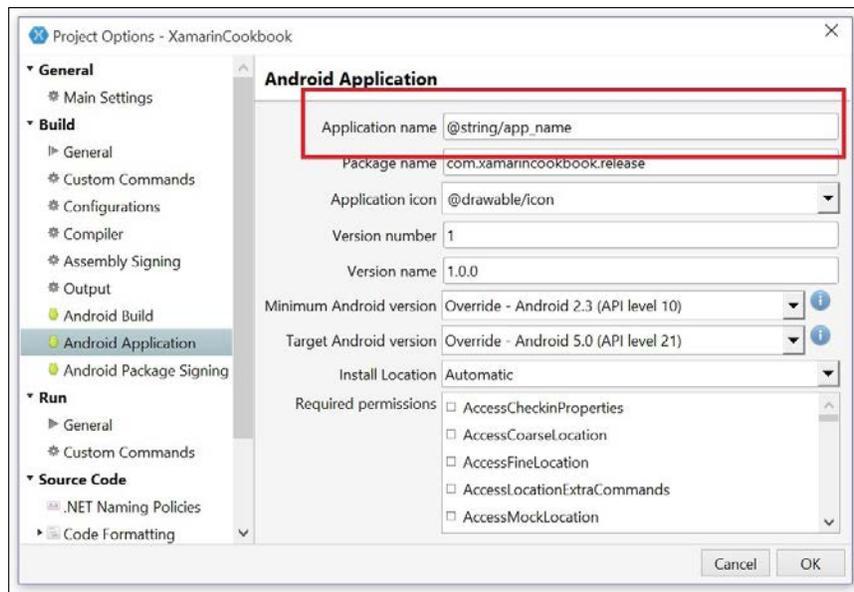 Project Options - XamarinCookbook
General
Main Settings
Build
General
Custom Commands
Configurations
Compiler
Assembly Signing
Output
Android Build
Android Application
Android Package Signing
Run
General
Custom Commands
Source Code
.NET Naming Policies
Code Formatting
Android Application
Application name @string/app_name
Package name com.xamarincookbook.release
Application icon @drawable/icon
Version number 1
Version name 1.0.0
Minimum Android version Override - Android 2.3 (API level 10)
Target Android version Override - Android 5.0 (API level 21)
Install Location Automatic
Required permissions AccessCheckinProperties
AccessCoarseLocation
AccessFineLocation
AccessLocationExtraCommands
AccessMockLocation
Cancel OK